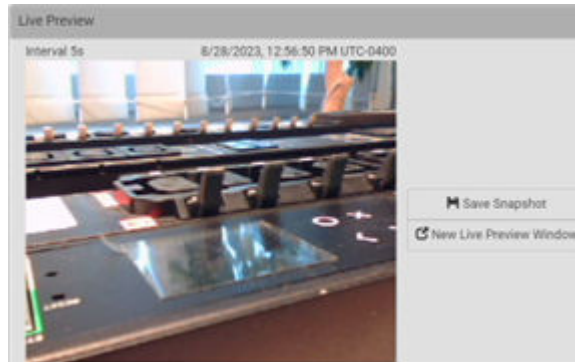 Live Preview
Interval 5s
8/28/2023, 12:56:50 PM UTC-0400
Save Snapshot
New Live Preview Window